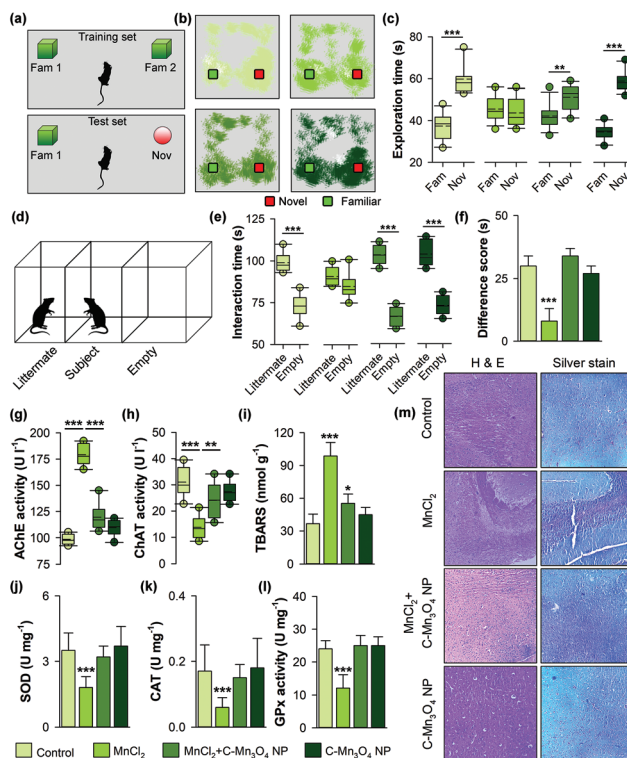 (a)
Training set
Fam 1
Fam 2
Test set
Fam 1
Nov
(b)
Novel
Familiar
(c)
Exploration time (s)
80
60
40
20
***
**
***
Fam
Nov
Fam
Nov
Fam
Nov
Fam
Nov
(d)
Littermate
Subject
Empty
(e)
Interaction time (s)
125
100
75
50
***
***
***
Littermate
Empty
Littermate
Empty
Littermate
Empty
Littermate
Empty
(f)
Difference score (s)
50
25
0
***
(g)
AChE activity (U l⁻¹)
200
175
150
125
100
*** ***
(h)
ChAT activity (U l⁻¹)
50
40
30
20
10
0
*** **
(i)
TBARS (nmol g⁻¹)
120
90
60
30
0
***
*
(j)
SOD (U mg⁻¹)
6
4
2
0
***
(k)
CAT (U mg⁻¹)
0.4
0.2
0.0
***
(l)
GPx activity (U mg⁻¹)
40
30
20
10
0
***
(m)
H & E
Silver stain
Control
MnCl₂
MnCl₂+
C-Mn₃O₄ NP
C-Mn₃O₄ NP
Control
MnCl₂
MnCl₂+C-Mn₃O₄ NP
C-Mn₃O₄ NP